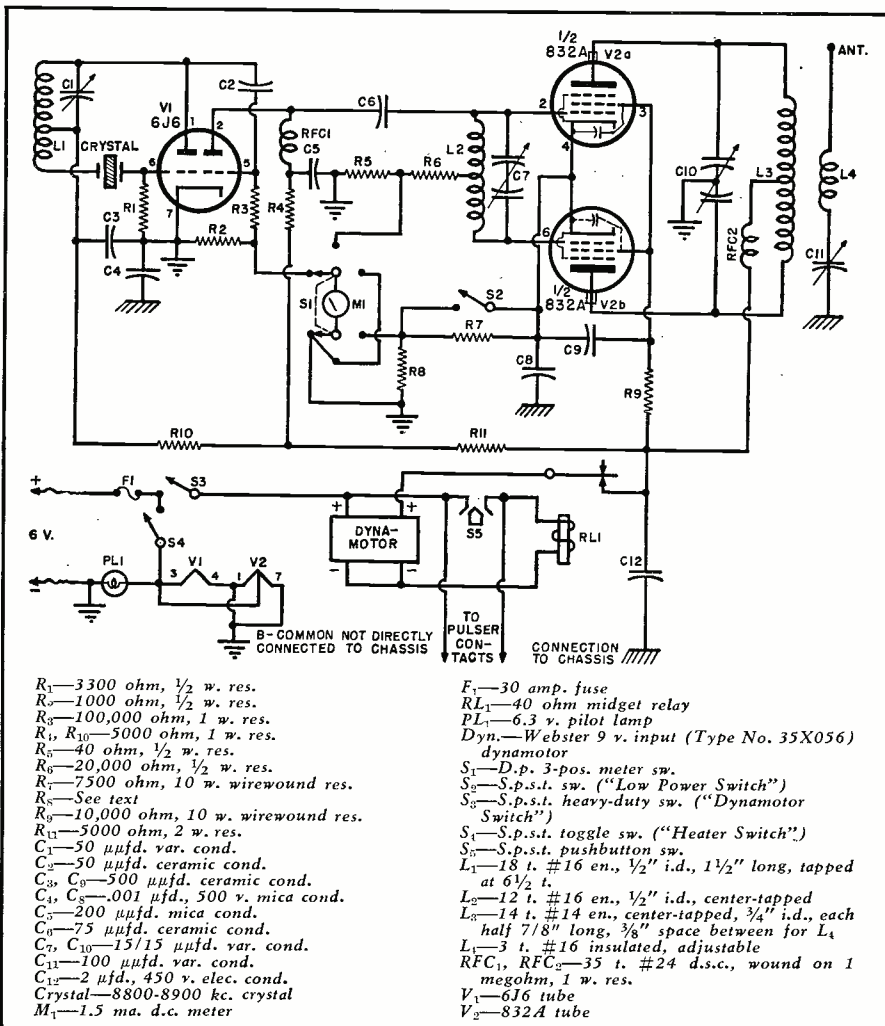 1/2
832A V2a
ANT.
C1
C2
V1
6J6
1 2
C6
2
3
4
L1
CRYSTAL
6
5
7
RFC1
C5
R5
R6
L2
C7
C10
L3
L4
R1
R3
R4
C3
R2
C4
6
RFC2
C11
1/2
832A V2b
S1
M1
S2
R7
C9
R8
C8
R9
R10
R11
+
F1
S3
6 V.
S4
+ +
DYNA-
MOTOR
- -
S5
RL1
PL1
V1
V2
3 4 1 7
-
C12
B- COMMON NOT DIRECTLY
CONNECTED TO CHASSIS
TO
PULSER
CON-
TACTS
CONNECTION
TO CHASSIS
R1—3300 ohm, 1/2 w. res.
R2—1000 ohm, 1/2 w. res.
R3—100,000 ohm, 1 w. res.
R4, R10—5000 ohm, 1 w. res.
R5—40 ohm, 1/2 w. res.
R6—20,000 ohm, 1/2 w. res.
R7—7500 ohm, 10 w. wirewound res.
R8—See text
R9—10,000 ohm, 10 w. wirewound res.
R11—5000 ohm, 2 w. res.
C1—50 μμfd. var. cond.
C2—50 μμfd. ceramic cond.
C3, C9—500 μμfd. ceramic cond.
C4, C8—.001 μfd., 500 v. mica cond.
C5—200 μμfd. mica cond.
C6—75 μμfd. ceramic cond.
C7, C10—15/15 μμfd. var. cond.
C11—100 μμfd. var. cond.
C12—2 μfd., 450 v. elec. cond.
Crystal—8800-8900 kc. crystal
M1—1.5 ma. d.c. meter
F1—30 amp. fuse
RL1—40 ohm midget relay
PL1—6.3 v. pilot lamp
Dyn.—Webster 9 v. input (Type No. 35X056)
dynamotor
S1—D.p. 3-pos. meter sw.
S2—S.p.s.t. sw. ("Low Power Switch")
S3—S.p.s.t. heavy-duty sw. ("Dynamotor
Switch")
S4—S.p.s.t. toggle sw. ("Heater Switch")
S5—S.p.s.t. pushbutton sw.
L1—18 t. #16 en., 1/2" i.d., 1 1/2" long, tapped
at 6 1/2 t.
L2—12 t. #16 en., 1/2" i.d., center-tapped
L3—14 t. #14 en., center-tapped, 3/4" i.d., each
half 7/8" long, 3/8" space between for L4
L4—3 t. #16 insulated, adjustable
RFC1, RFC2—35 t. #24 d.s.c., wound on 1
megohm, 1 w. res.
V1—6J6 tube
V2—832A tube